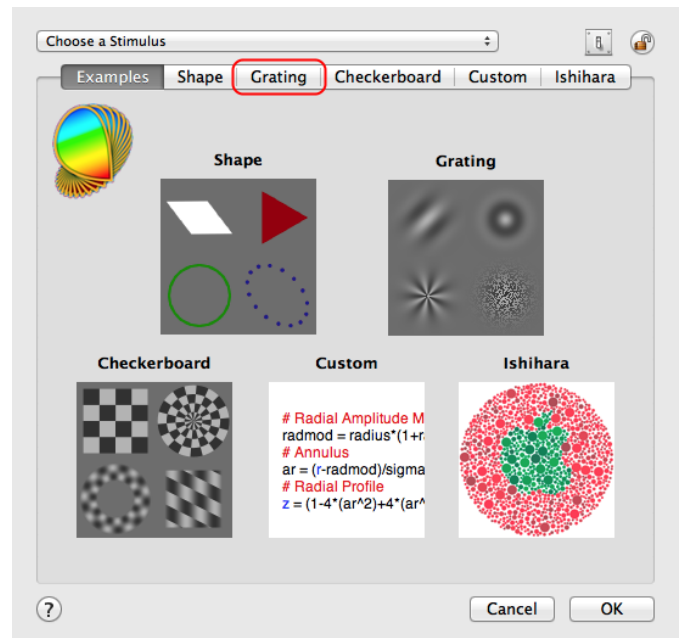 Choose a Stimulus
Examples Shape Grating Checkerboard Custom Ishihara
Shape Grating
Checkerboard Custom Ishihara
# Radial Amplitude M
radmod = radius*(1+r
# Annulus
ar = (r-radmod)/sigma
# Radial Profile
z = (1-4*(ar^2)+4*(ar^
? Cancel OK